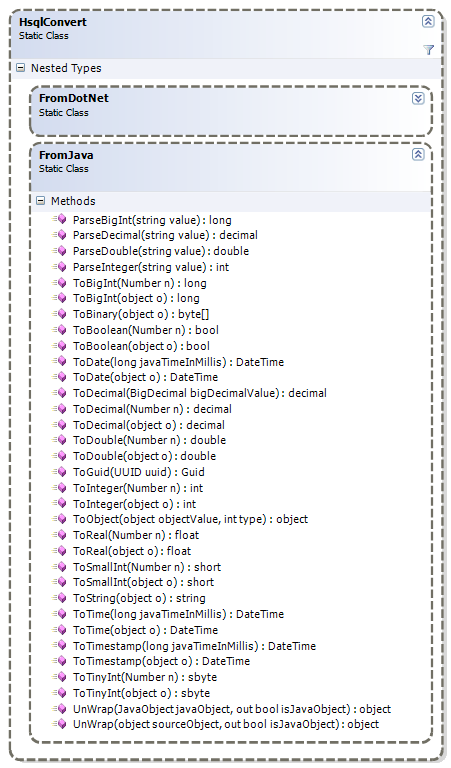 HsqlConvert
Static Class
Nested Types
FromDotNet
Static Class
FromJava
Static Class
Methods
ParseBigInt(string value) : long
ParseDecimal(string value) : decimal
ParseDouble(string value) : double
ParseInteger(string value) : int
ToBigInt(Number n) : long
ToBigInt(object o) : long
ToBinary(object o) : byte[]
ToBoolean(Number n) : bool
ToBoolean(object o) : bool
ToDate(long javaTimeInMillis) : DateTime
ToDate(object o) : DateTime
ToDecimal(BigDecimal bigDecimalValue) : decimal
ToDecimal(Number n) : decimal
ToDecimal(object o) : decimal
ToDouble(Number n) : double
ToDouble(object o) : double
ToGuid(UUID uuid) : Guid
ToInteger(Number n) : int
ToInteger(object o) : int
ToObject(object objectValue, int type) : object
ToReal(Number n) : float
ToReal(object o) : float
ToSmallInt(Number n) : short
ToSmallInt(object o) : short
ToString(object o) : string
ToTime(long javaTimeInMillis) : DateTime
ToTime(object o) : DateTime
ToTimestamp(long javaTimeInMillis) : DateTime
ToTimestamp(object o) : DateTime
ToTinyInt(Number n) : sbyte
ToTinyInt(object o) : sbyte
UnWrap(JavaObject javaObject, out bool isJavaObject) : object
UnWrap(object sourceObject, out bool isJavaObject) : object